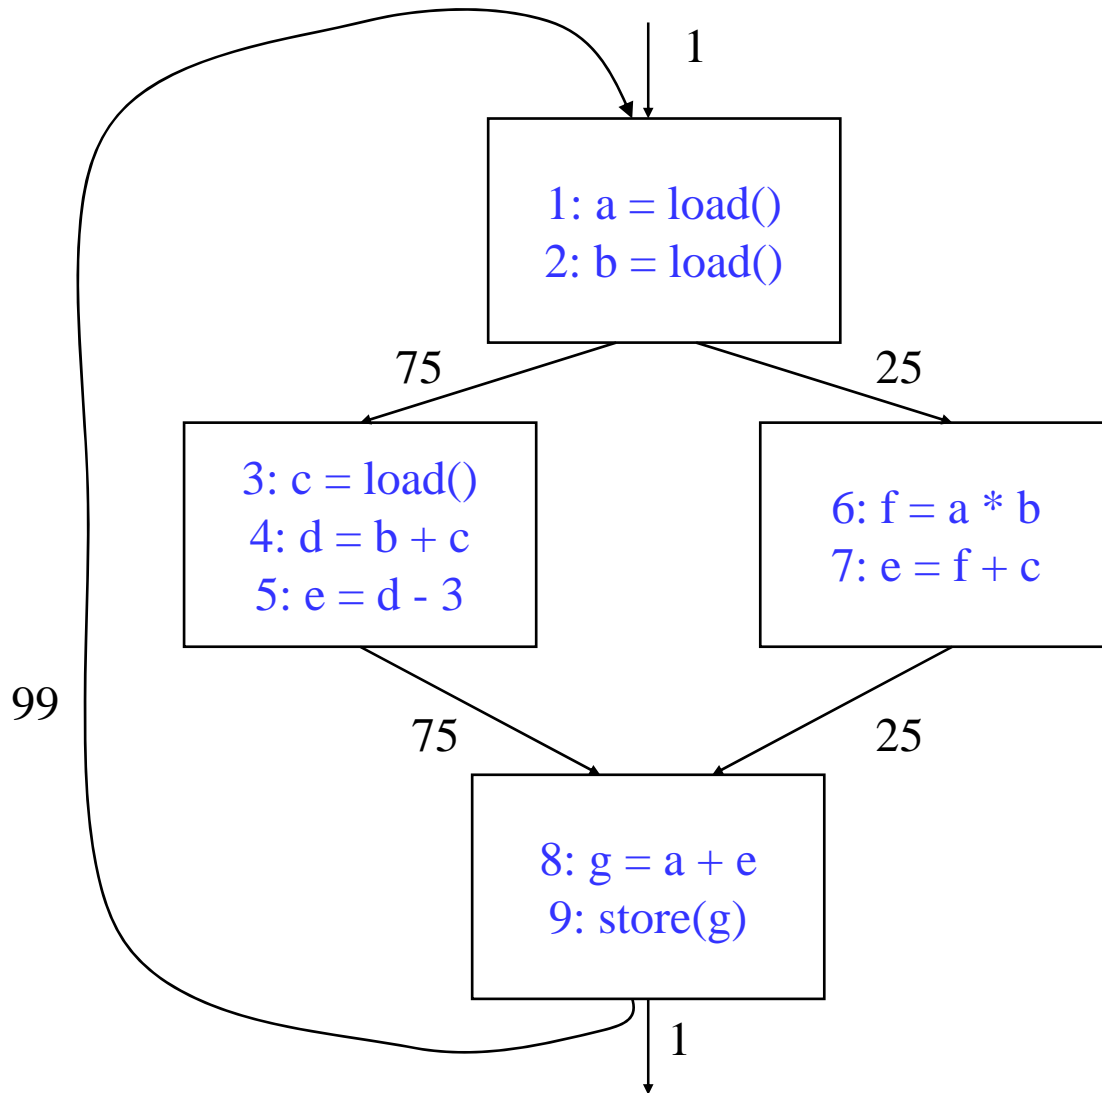 1
1: a = load()
2: b = load()
75
25
3: c = load()
4: d = b + c
5: e = d - 3
6: f = a * b
7: e = f + c
99
75
25
8: g = a + e
9: store(g)
1